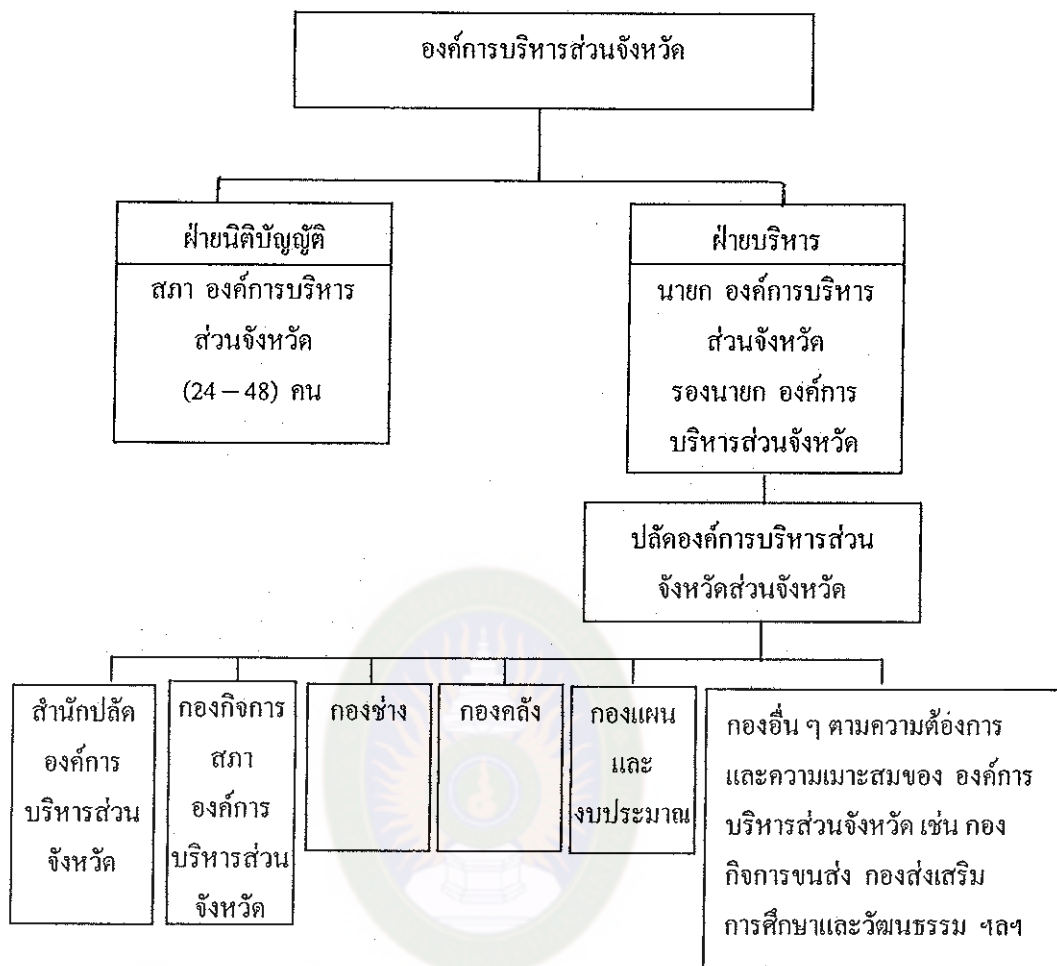 องค์การบริหารส่วนจังหวัด
ฝ่ายนิติบัญญัติ
สภา องค์การบริหาร
ส่วนจังหวัด
(24 – 48) คน
ฝ่ายบริหาร
นายก องค์การบริหาร
ส่วนจังหวัด
รองนายก องค์การ
บริหารส่วนจังหวัด
ปลัดองค์การบริหารส่วน
จังหวัดส่วนจังหวัด
สำนักปลัด
องค์การ
บริหารส่วน
จังหวัด
กองกิจการ
สภา
องค์การ
บริหารส่วน
จังหวัด
กองช่าง
กองคลัง
กองแผน
และ
งบประมาณ
กองอื่น ๆ ตามความต้อ่งการ
และความเมาะสมของ องค์การ
บริหารส่วนจังหวัด เช่น กอง
กิจการขนส่ง กองส่งเสริม
การศึกษาและวัฒนธรรม ฯลฯ